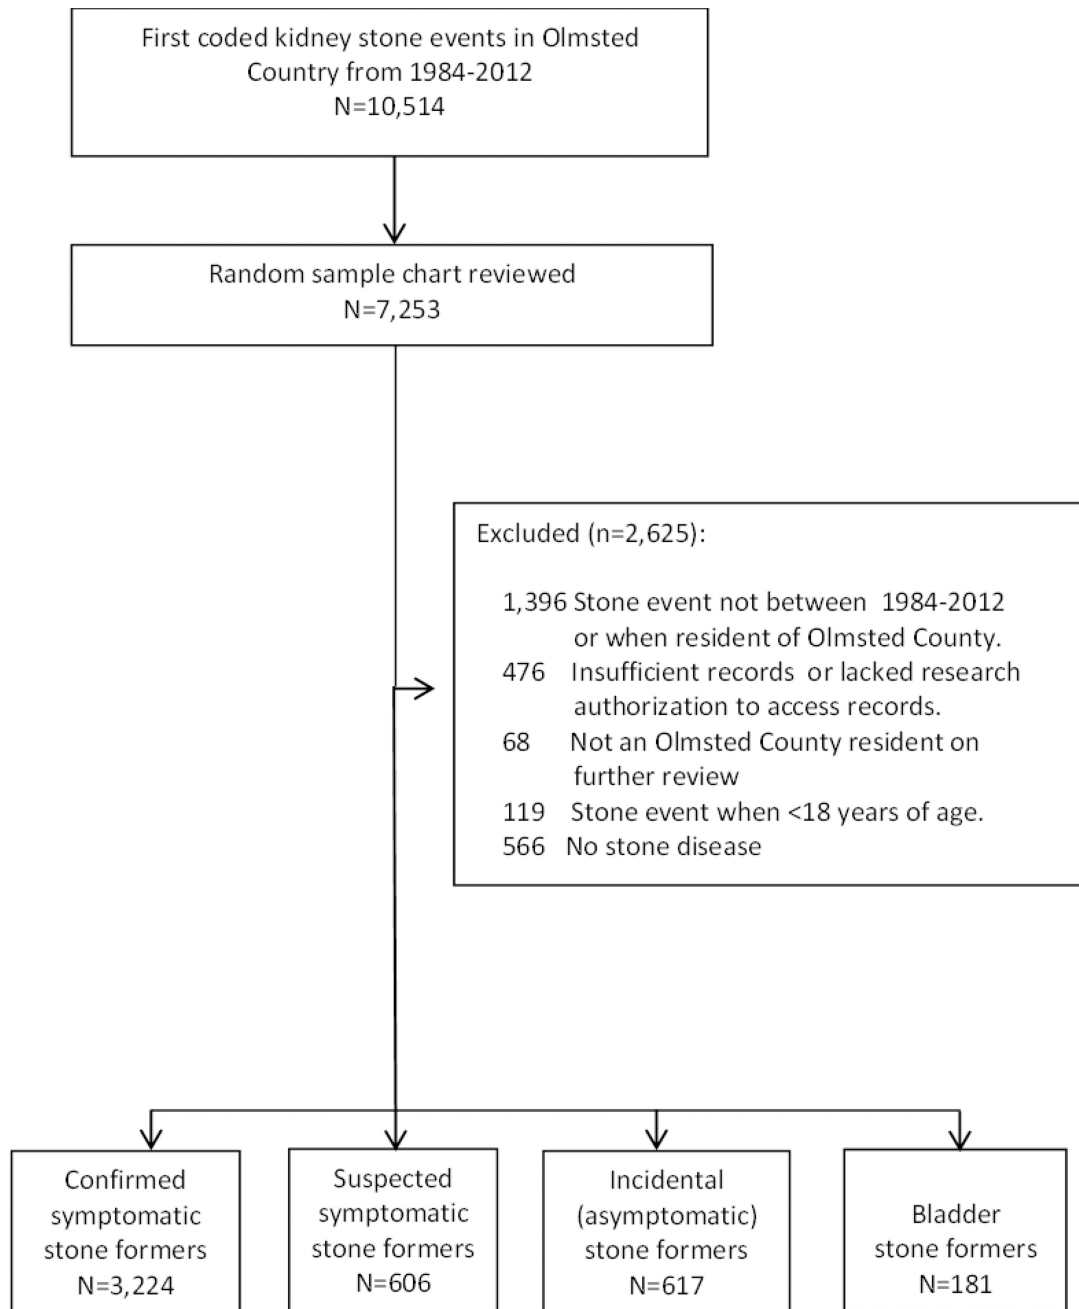 First coded kidney stone events in Olmsted
Country from 1984-2012
N=10,514
Random sample chart reviewed
N=7,253
Excluded (n=2,625):
1,396 Stone event not between 1984-2012
or when resident of Olmsted County.
476 Insufficient records or lacked research
authorization to access records.
68 Not an Olmsted County resident on
further review
119 Stone event when <18 years of age.
566 No stone disease
Confirmed
symptomatic
stone formers
N=3,224
Suspected
symptomatic
stone formers
N=606
Incidental
(asymptomatic)
stone formers
N=617
Bladder
stone formers
N=181